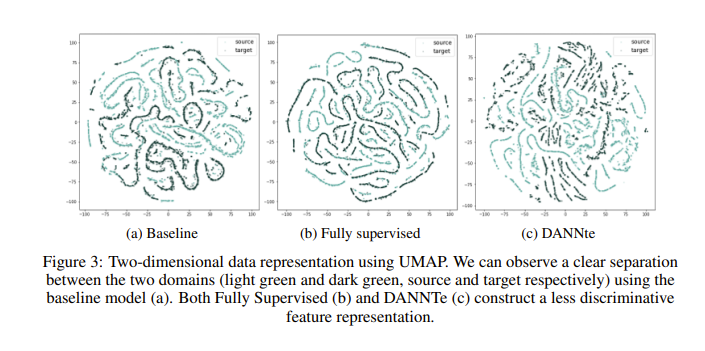 source
target
100
75
50
25
0
−25
−50
−75
−100
−100 −75 −50 −25 0 25 50 75 100
source
target
100
75
50
25
0
−25
−50
−75
−100
−100 −75 −50 −25 0 25 50 75 100
source
target
100
75
50
25
0
−25
−50
−75
−100
−100 −75 −50 −25 0 25 50 75 100
(a) Baseline
(b) Fully supervised
(c) DANNte
Figure 3: Two-dimensional data representation using UMAP. We can observe a clear separation
between the two domains (light green and dark green, source and target respectively) using the
baseline model (a). Both Fully Supervised (b) and DANNTe (c) construct a less discriminative
feature representation.